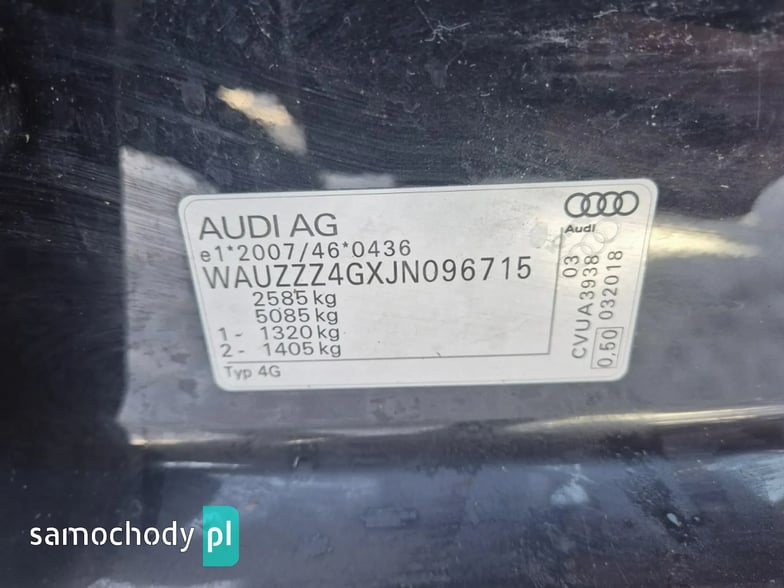 AUDI AG
e1*2007/46*0436
WAUZZZ4GXJN096715
2585 kg
5085 kg
1- 1320 kg
2- 1405 kg
Typ 4G
Audi
CVUA3938 03
0,50 032018
samochody pl